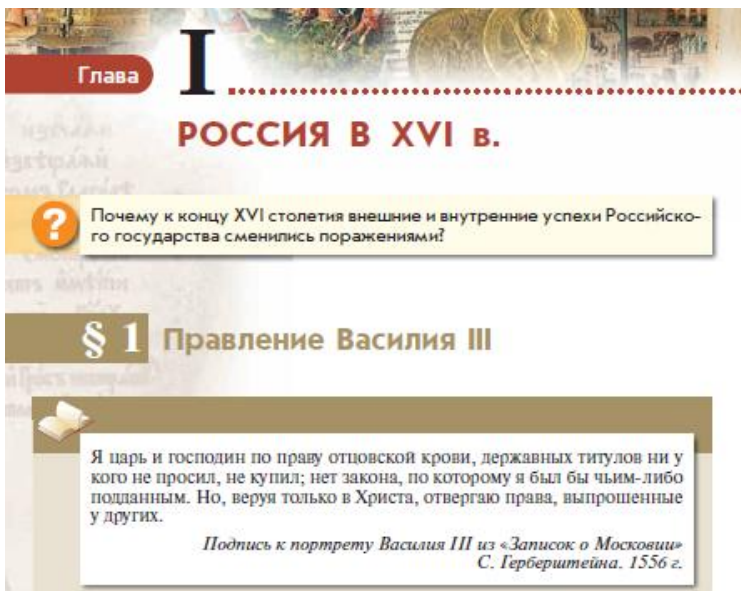 Глава
I
РОССИЯ В XVI в.
?
Почему к концу XVI столетия внешние и внутренние успехи Российско-
го государства сменились поражениями?
§ 1 Правление Василия III
Я царь и господин по праву отцовской крови, державных титулов ни у
кого не просил, не купил; нет закона, по которому я был бы чьим-либо
подданным. Но, веруя только в Христа, отвергаю права, выпрошенные
у других.
Подпись к портрету Василия III из «Записок о Московии»
С. Герберштейна. 1556 г.